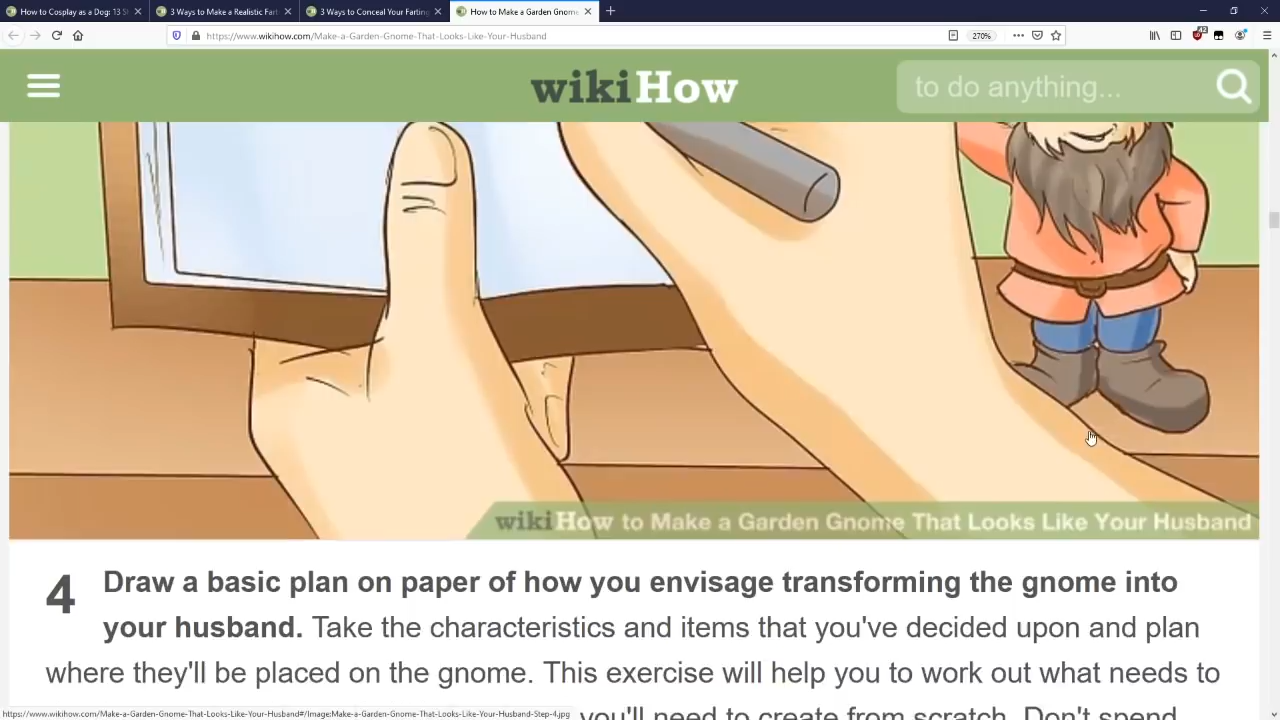 How to Cosplay as a Dog: 13 S
3 Ways to Make a Realistic Fart
3 Ways to Conceal Your Farting
How to Make a Garden Gnome
https://www.wikihow.com/Make-a-Garden-Gnome-That-Looks-Like-Your-Husband
270%
wikiHow
to do anything...
wikiHow to Make a Garden Gnome That Looks Like Your Husband
4 Draw a basic plan on paper of how you envisage transforming the gnome into
your husband. Take the characteristics and items that you've decided upon and plan
where they'll be placed on the gnome. This exercise will help you to work out what needs to
you'll need to create from scratch. Don't spend
https://www.wikihow.com/Make-a-Garden-Gnome-That-Looks-Like-Your-Husband#/Image:Make-a-Garden-Gnome-That-Looks-Like-Your-Husband-Step-4.jpg